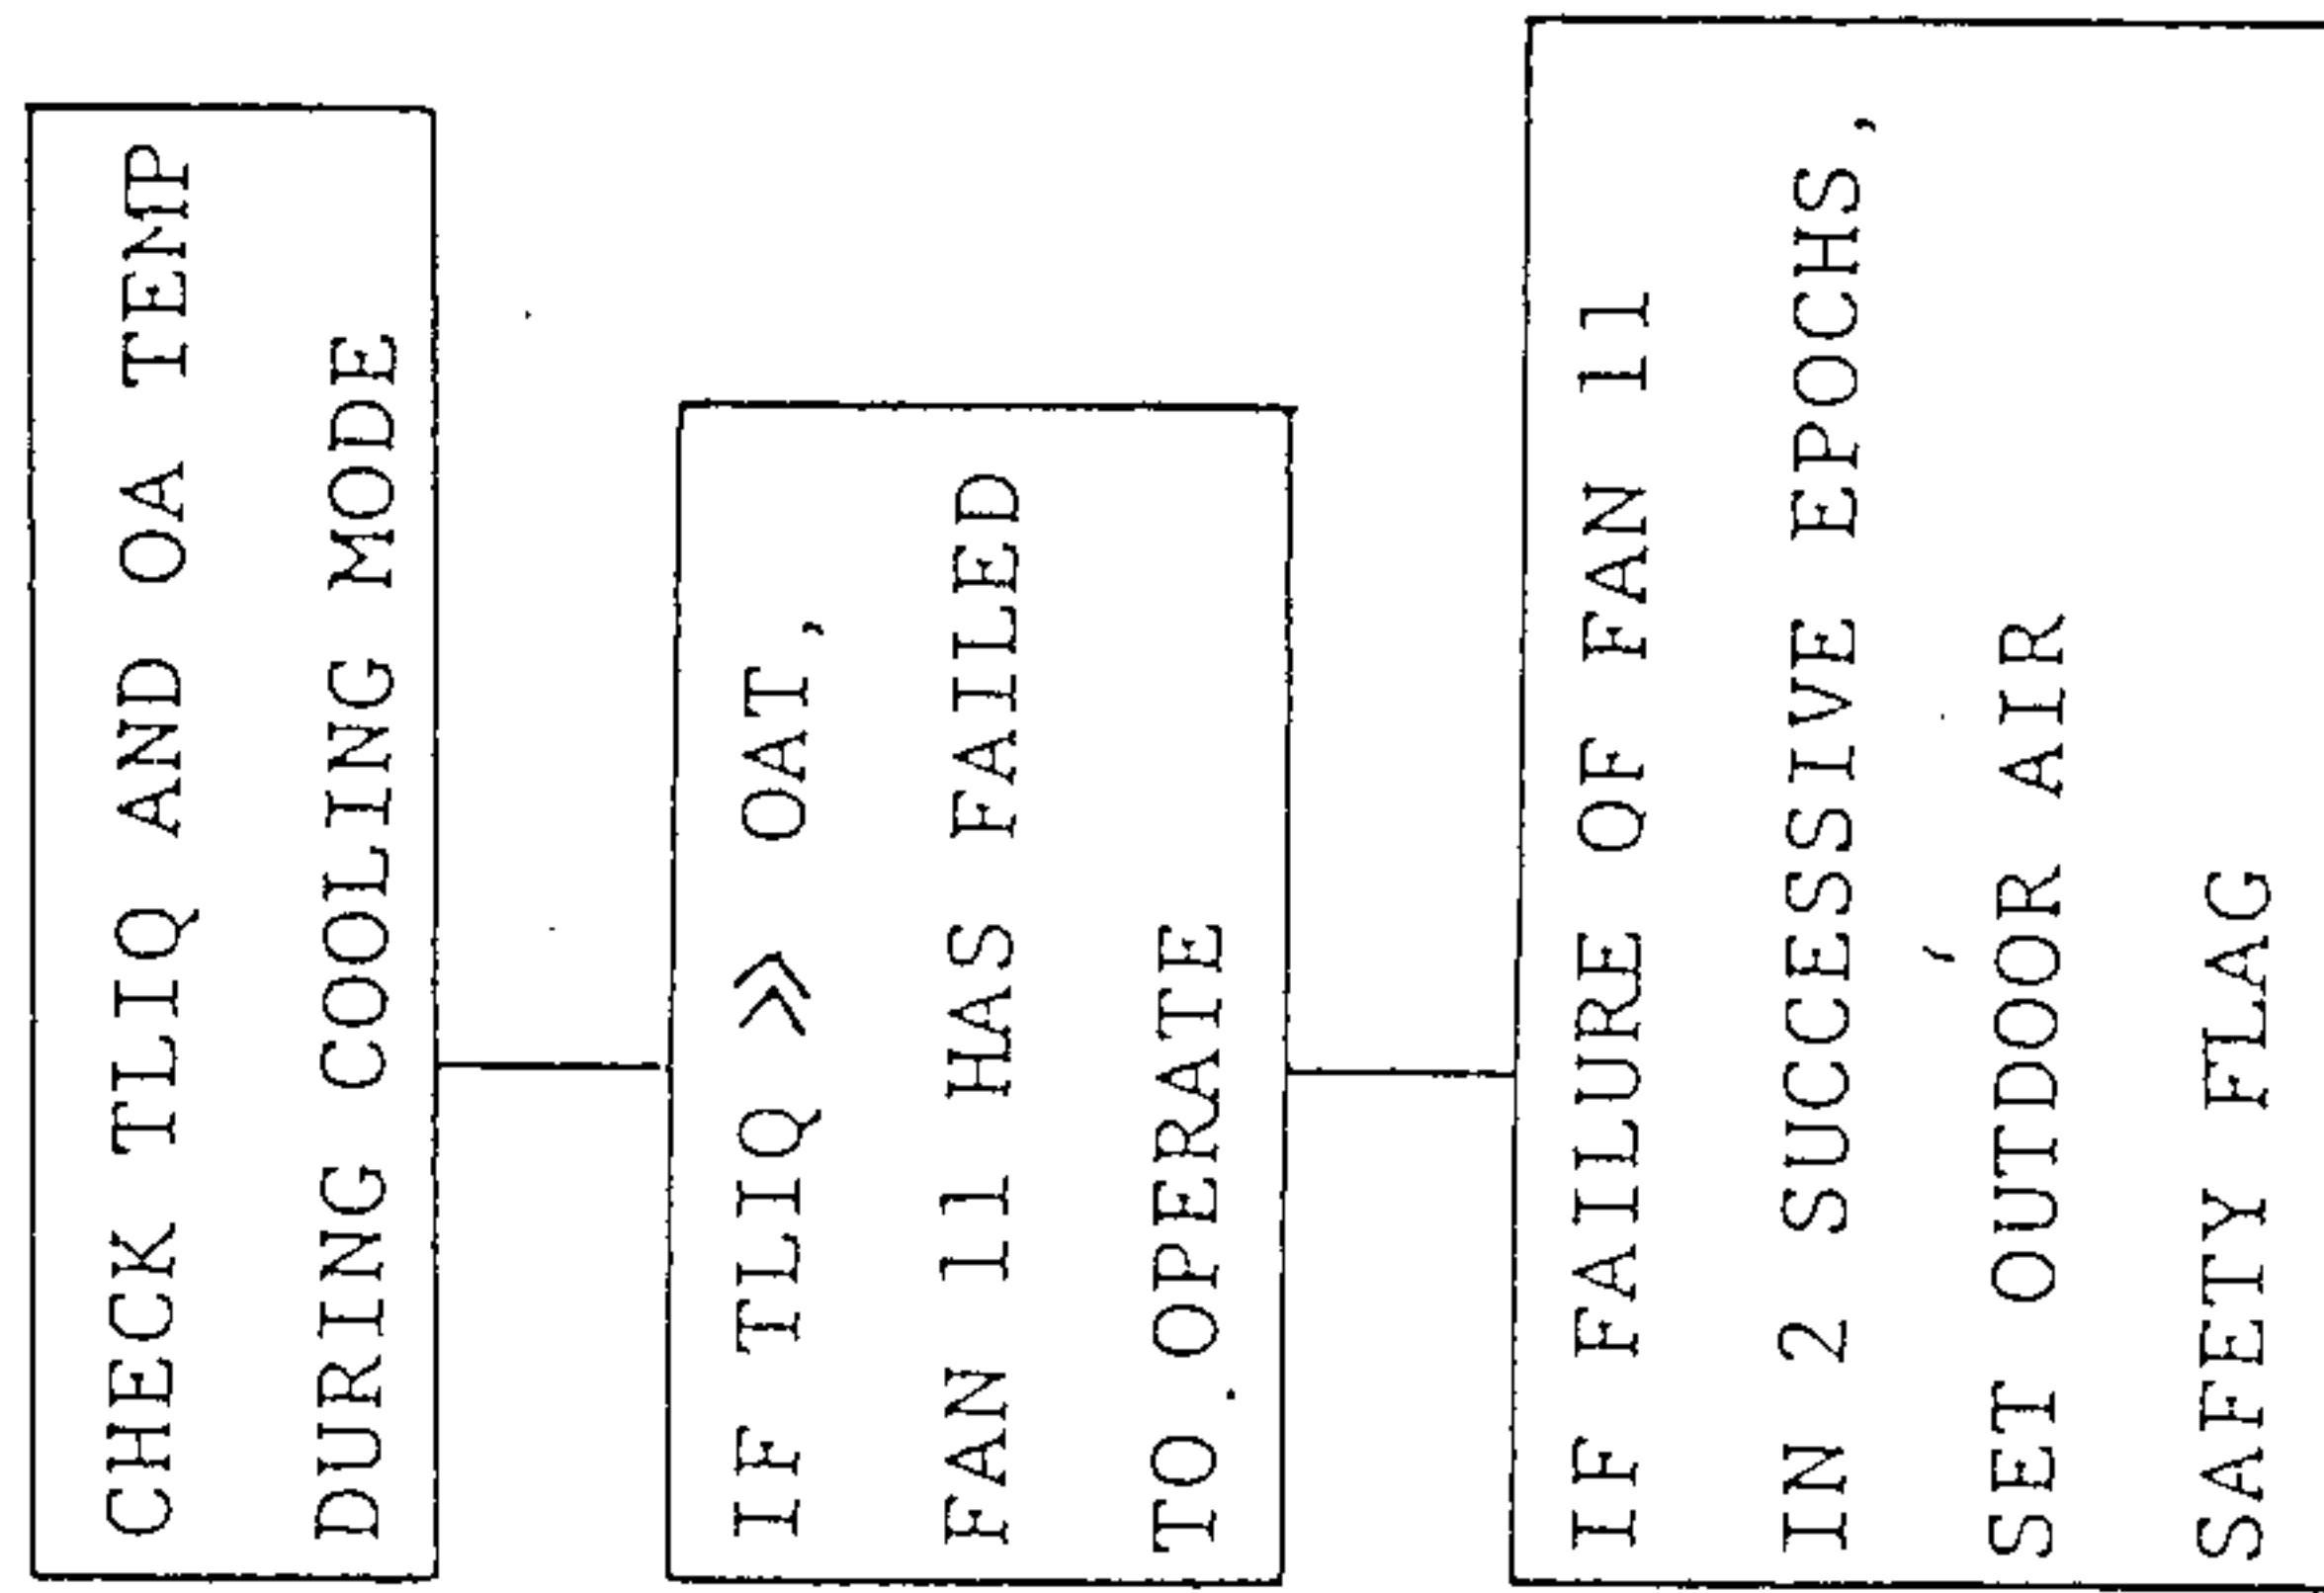 CHECK TLIQ AND OA TEMP
DURING COOLING MODE
IF TLIQ >> OAT,
FAN 11 HAS FAILED
TO OPERATE
IF FAILURE OF FAN 11
IN 2 SUCCESSIVE EPOCHS,
SET OUTDOOR AIR
SAFETY FLAG